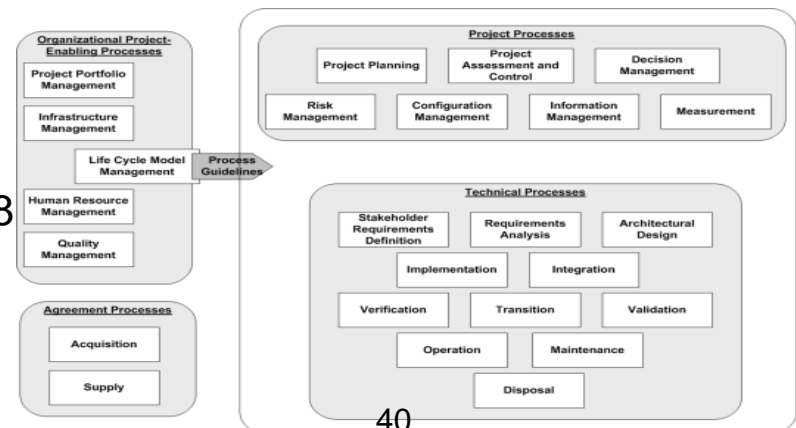 Organizational Project-
Enabling Processes
Project Portfolio
Management
Infrastructure
Management
Life Cycle Model
Management
Process
Guidelines
Human Resource
Management
Quality
Management
8
Agreement Processes
Acquisition
Supply
Project Processes
Project Planning
Project
Assessment and
Control
Decision
Management
Risk
Management
Configuration
Management
Information
Management
Measurement
Technical Processes
Stakeholder
Requirements
Definition
Requirements
Analysis
Architectural
Design
Implementation
Integration
Verification
Transition
Validation
Operation
Maintenance
Disposal
40